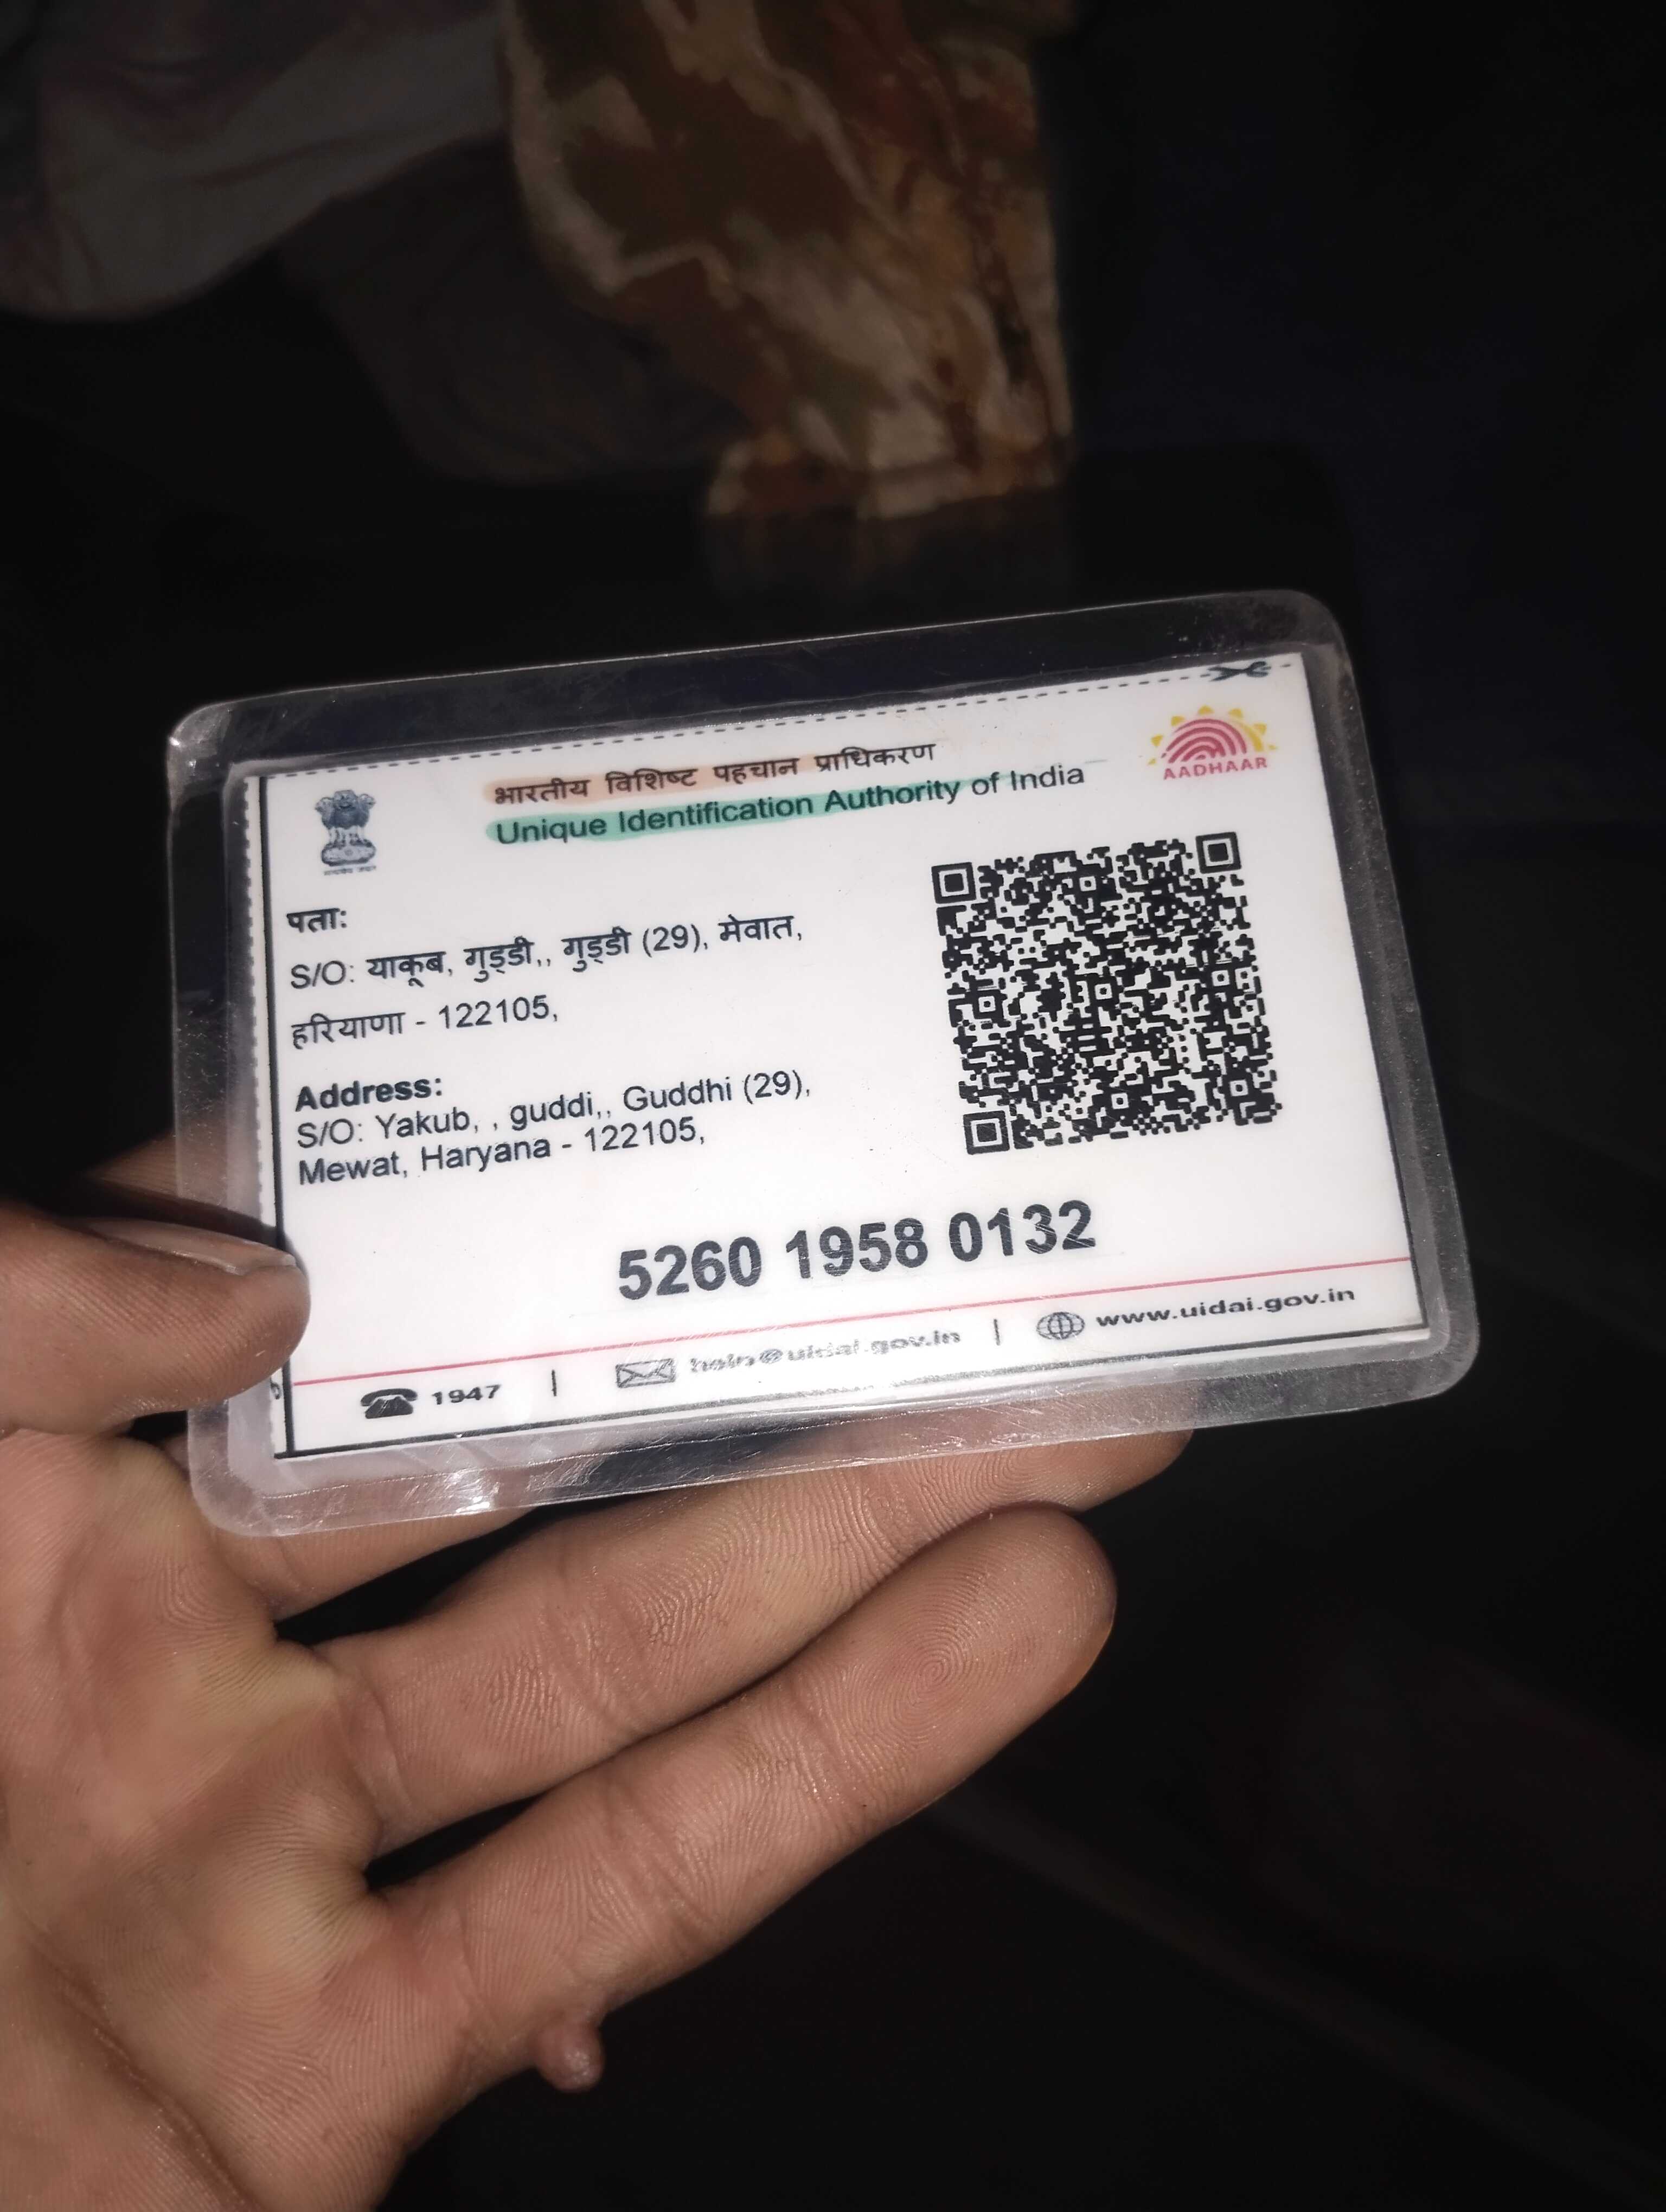 भारतीय विशिष्ट पहचान प्राधिकरण
Unique Identification Authority of India
AADHAAR
पता:
S/O: याकूब, गुड्डी,, गुड्डी (29), मेवात,
हरियाणा - 122105,
Address:
S/O: Yakub, , guddi,, Guddhi (29),
Mewat, Haryana - 122105,
5260 1958 0132
1947 | help@uidai.gov.in | www.uidai.gov.in